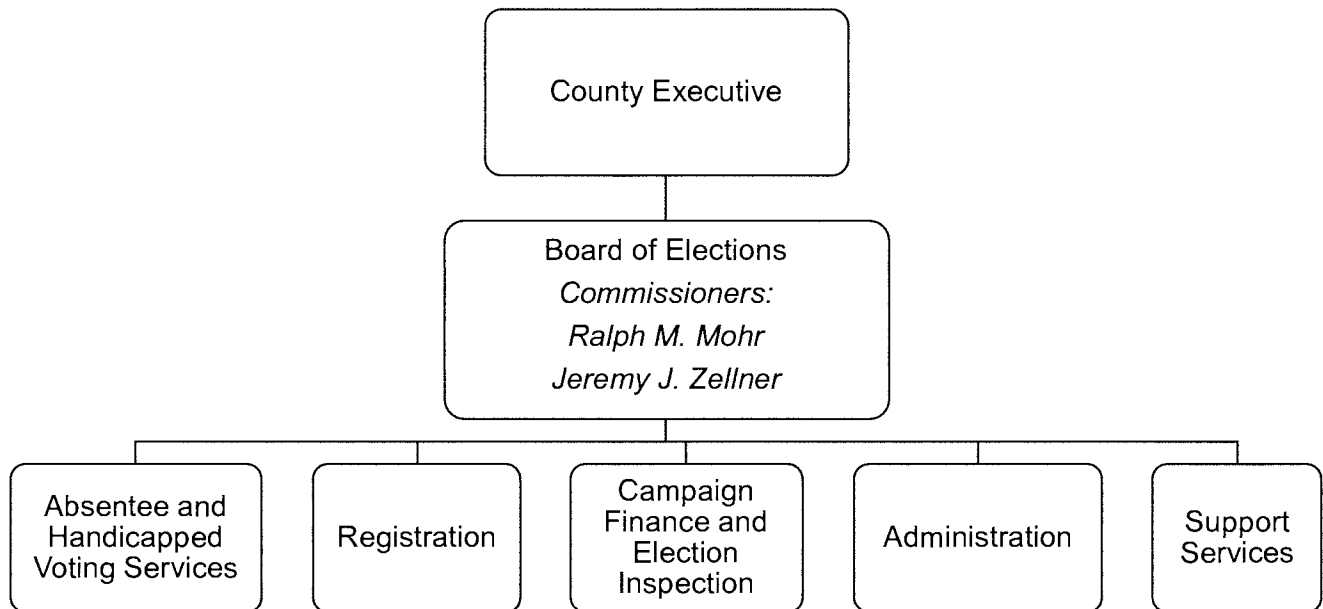 County Executive
Board of Elections
Commissioners:
Ralph M. Mohr
Jeremy J. Zellner
Absentee and
Handicapped
Voting Services
Registration
Campaign
Finance and
Election
Inspection
Administration
Support
Services